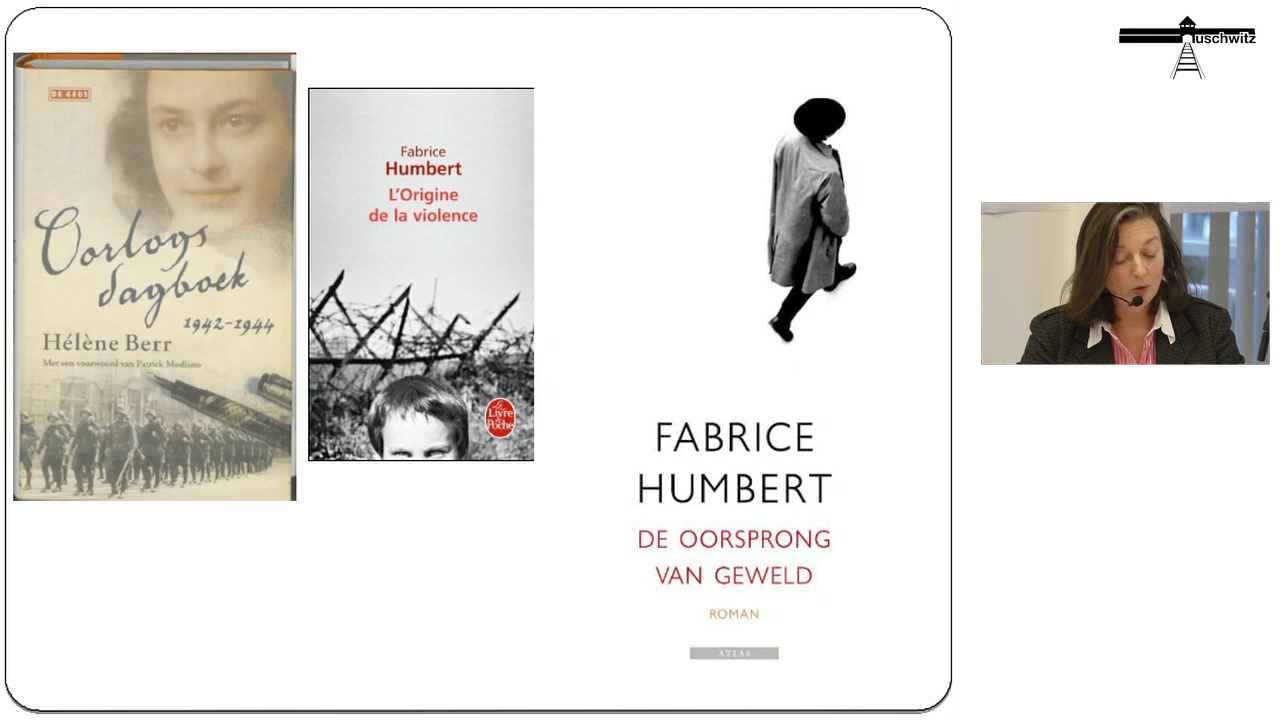 DE GEUS
Oorlogs
dagboek
1942-1944
Hélène Berr
Met een voorwoord van Patrick Modiano
Fabrice
Humbert
L'Origine
de la violence
Le
Livre
de
Poche
FABRICE
HUMBERT
DE OORSPRONG
VAN GEWELD
ROMAN
ATLAS
uschwitz